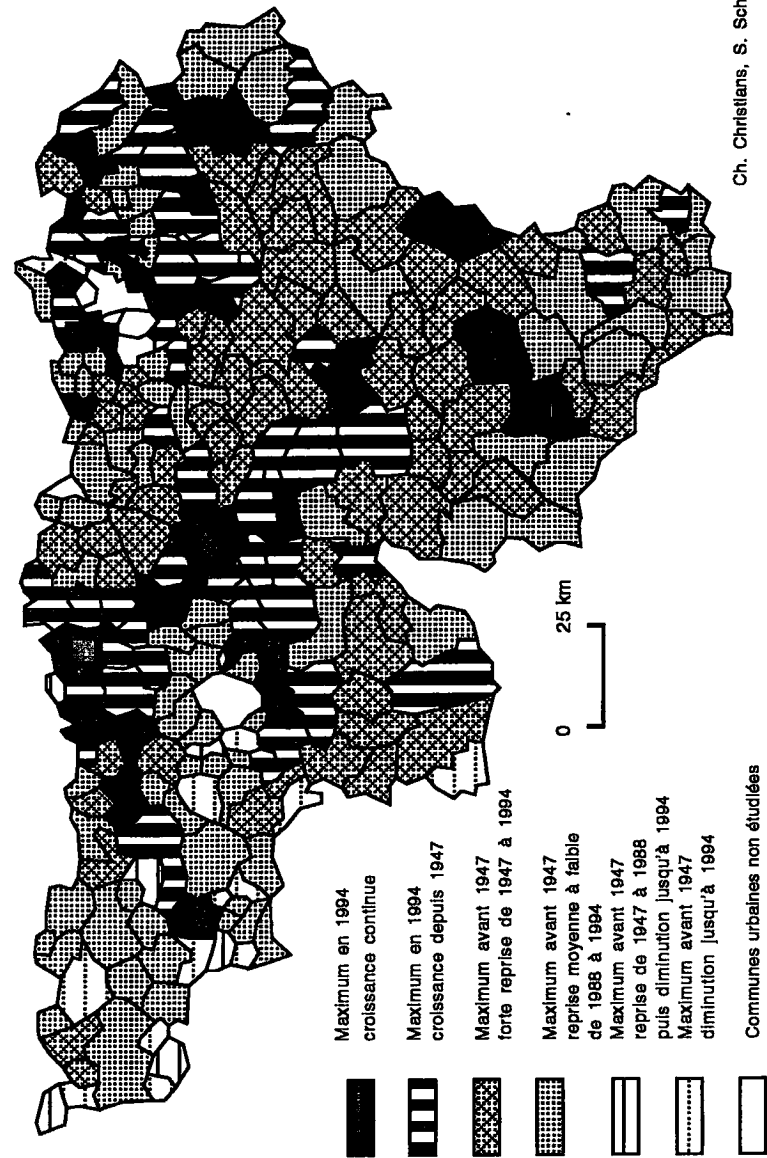 Maximum en 1994
croissance continue
Maximum en 1994
croissance depuis 1947
Maximum avant 1947
forte reprise de 1947 à 1994
Maximum avant 1947
reprise moyenne à faible
de 1988 à 1994
Maximum avant 1947
reprise de 1947 à 1988
puis diminution jusqu'à 1994
Maximum avant 1947
diminution jusqu'à 1994
Communes urbaines non étudiées
0 25 km
Ch. Christians, S. Sch